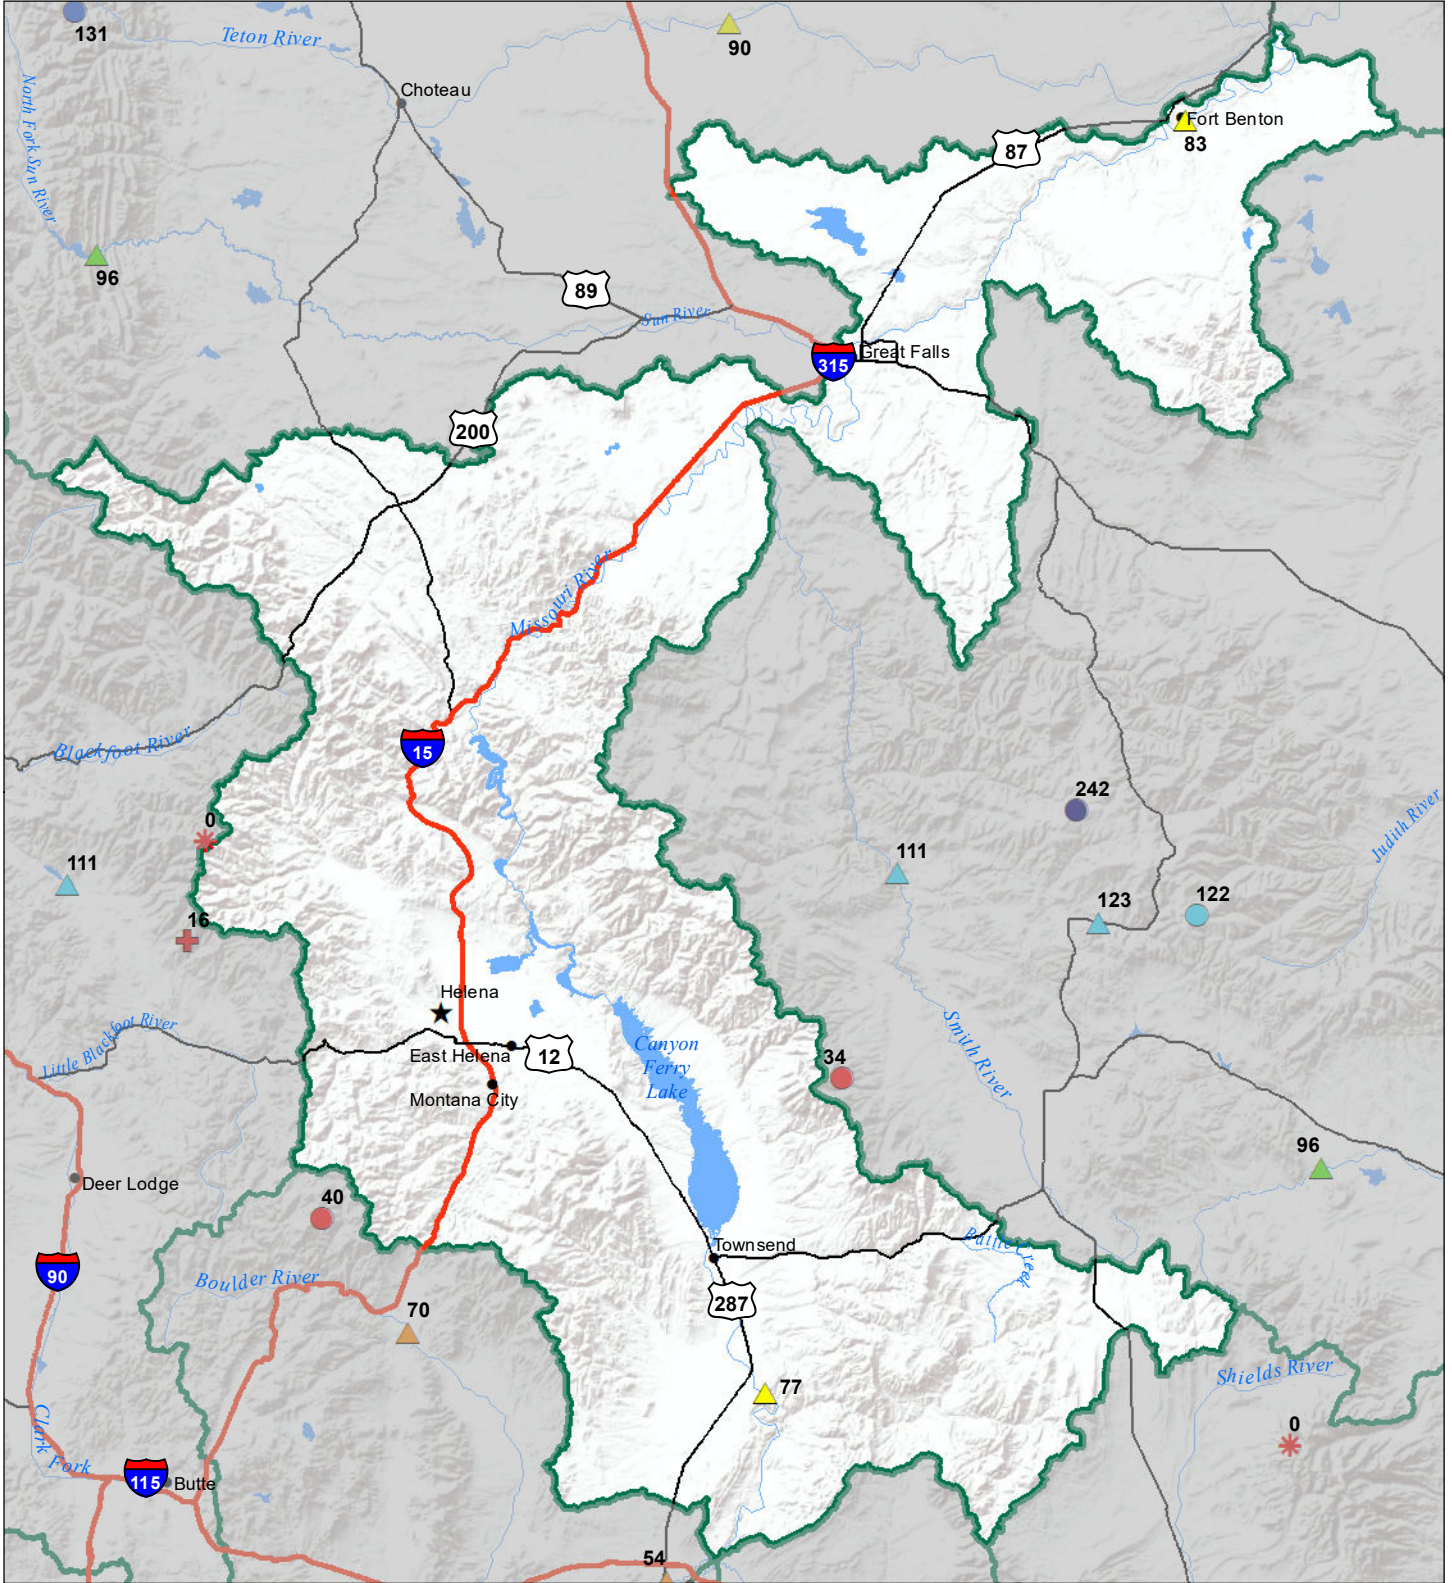 131
Teton River
90
Choteau
North Fork Sun River
Fort Benton
87
83
96
89
Sun River
Great Falls
315
200
Missouri River
Blackfoot River
15
242
Judith River
0
111
111
16
123
122
Helena
Little Blackfoot River
East Helena
12
Canyon
Ferry
Lake
Smith River
34
Montana City
96
Deer Lodge
40
Battle Creek
Townsend
90
Boulder River
287
70
Shields River
77
Clark Fork
0
115
Butte
54